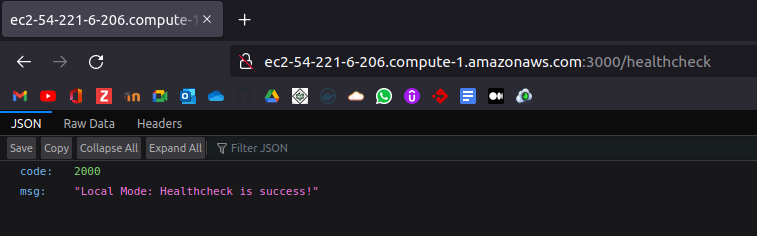 ec2-54-221-6-206.compute-1
ec2-54-221-6-206.compute-1.amazonaws.com:3000/healthcheck
JSON Raw Data Headers
Save Copy Collapse All Expand All Filter JSON
code: 2000
msg: "Local Mode: Healthcheck is success!"